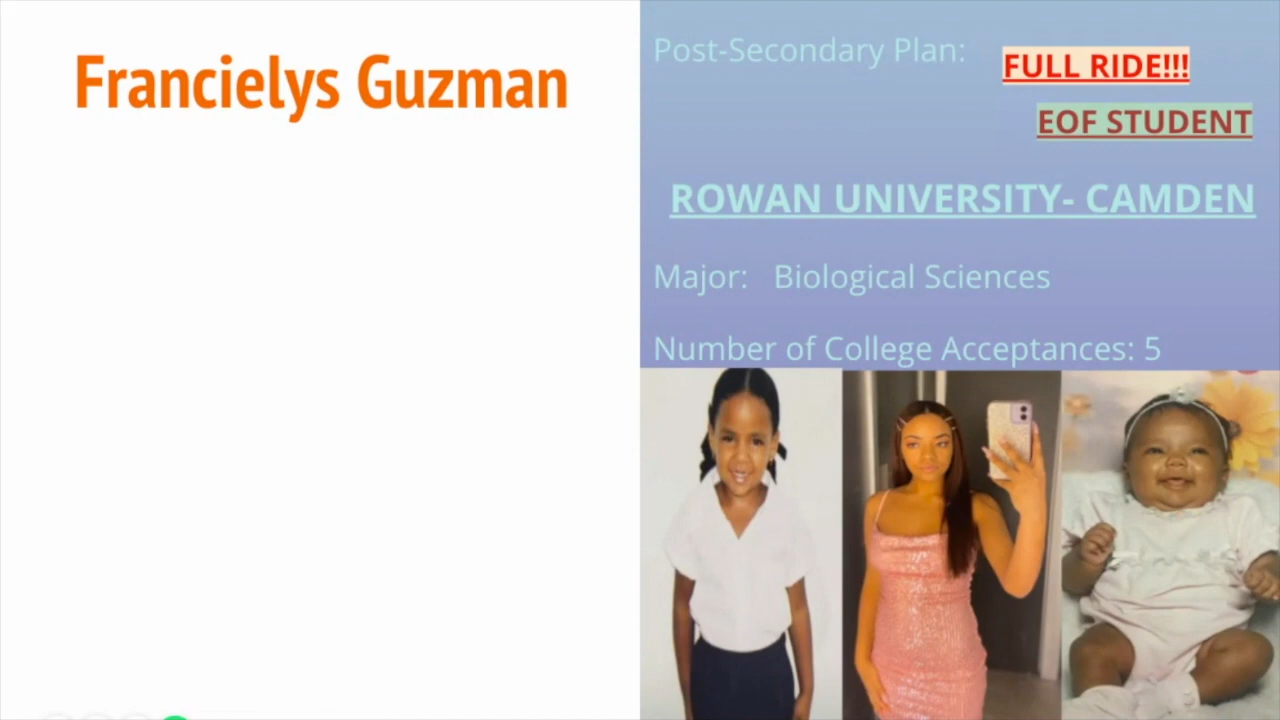 Francielys Guzman
Post-Secondary Plan:
FULL RIDE!!!
EOF STUDENT
ROWAN UNIVERSITY- CAMDEN
Major: Biological Sciences
Number of College Acceptances: 5